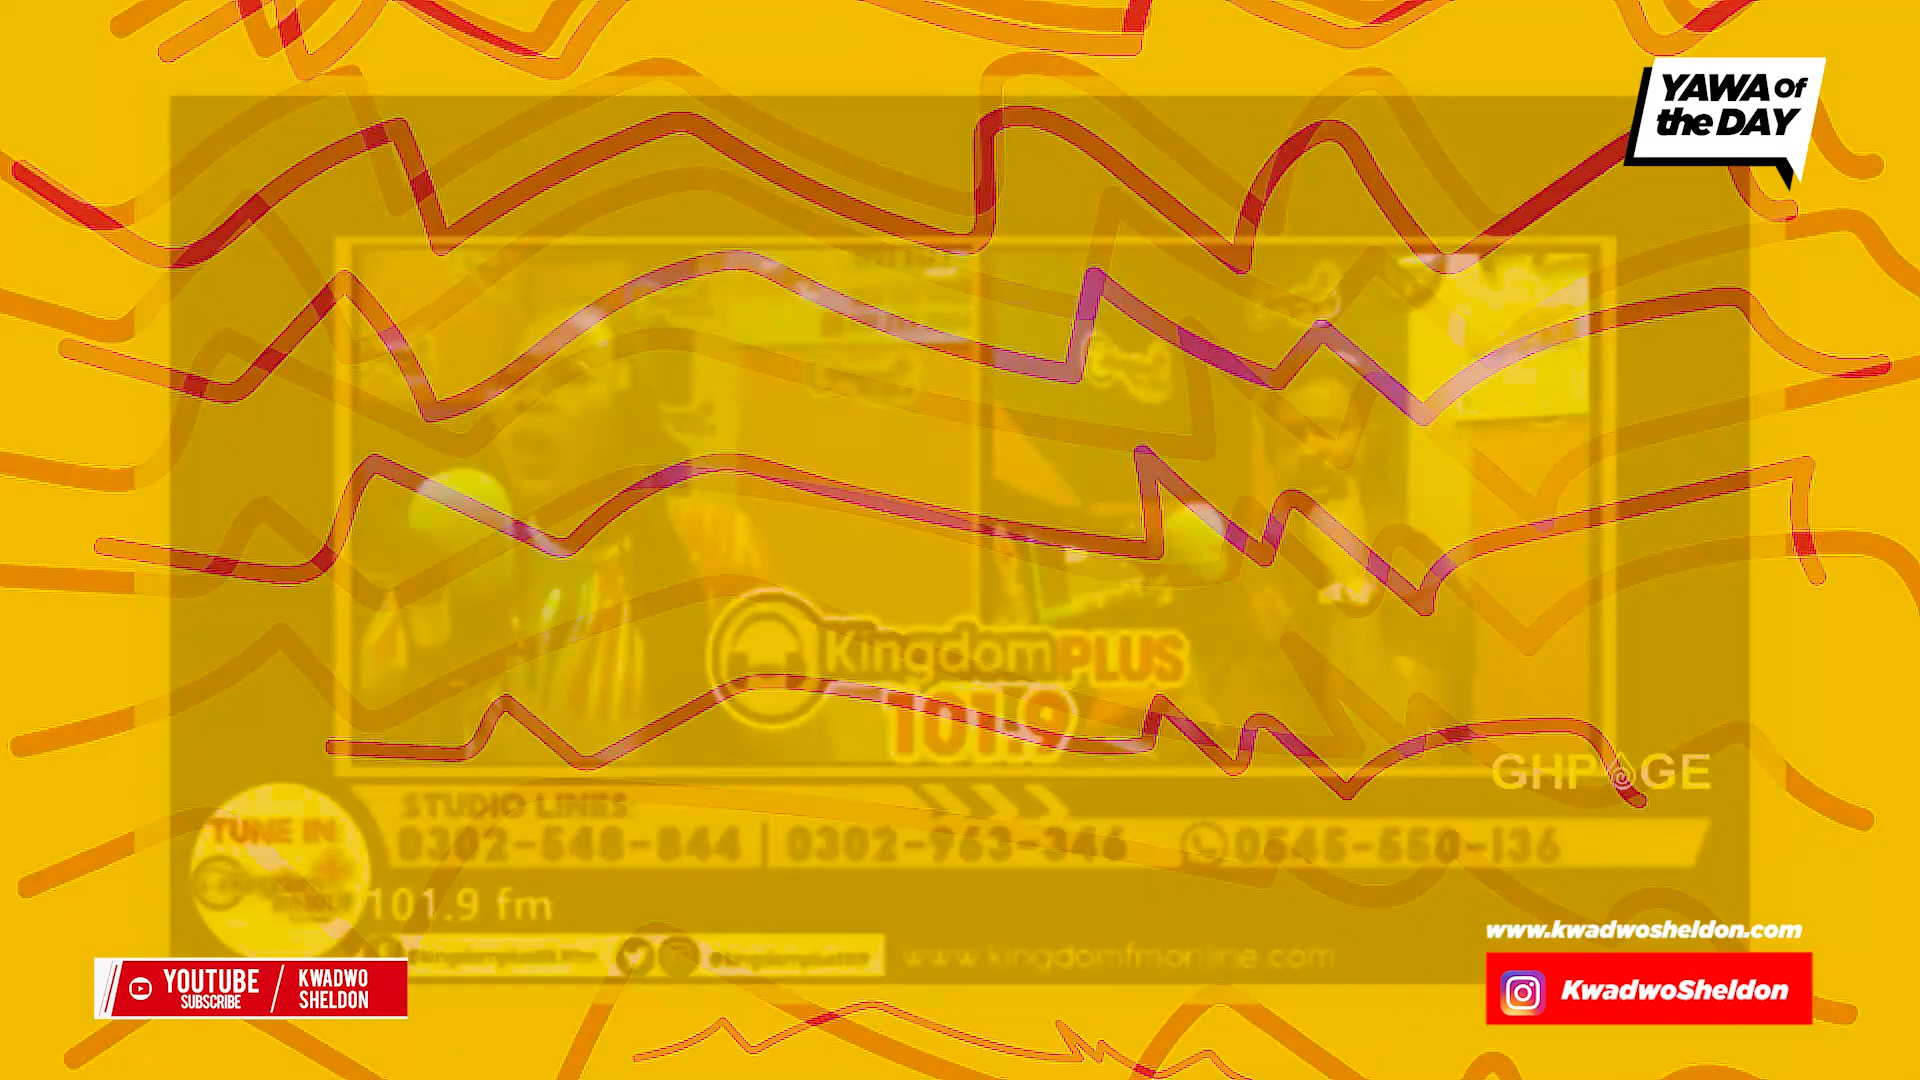 YAWA of
the DAY
Kingdom PLUS
101.9
GHPAGE
STUDIO LINES:
0302-548-844 | 0302-963-346 0545-550-136
TUNE IN:
101.9 fm
www.kingdomfmonline.com
www.kwadwosheldon.com
YOUTUBE
SUBSCRIBE
KWADWO
SHELDON
KwadwoSheldon